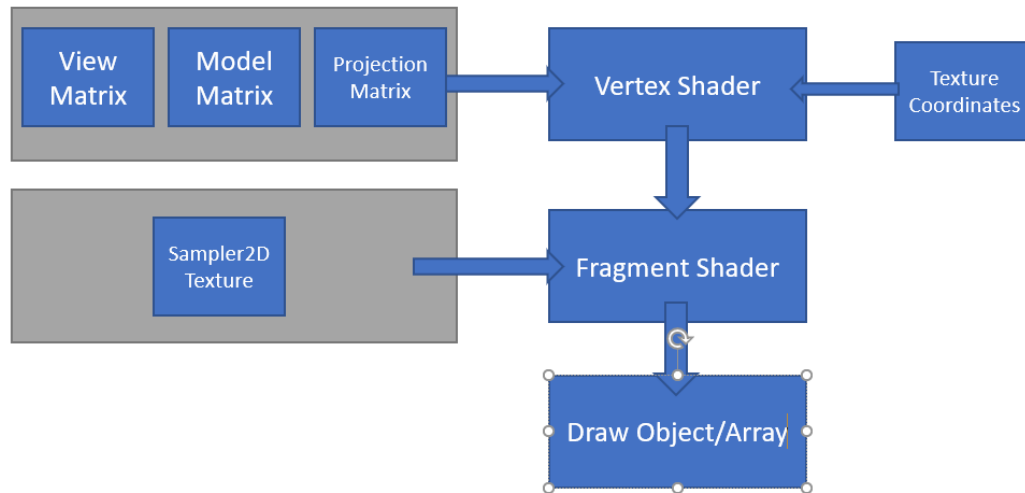 View
Matrix
Model
Matrix
Projection
Matrix
Vertex Shader
Texture
Coordinates
Sampler2D
Texture
Fragment Shader
Draw Object/Array